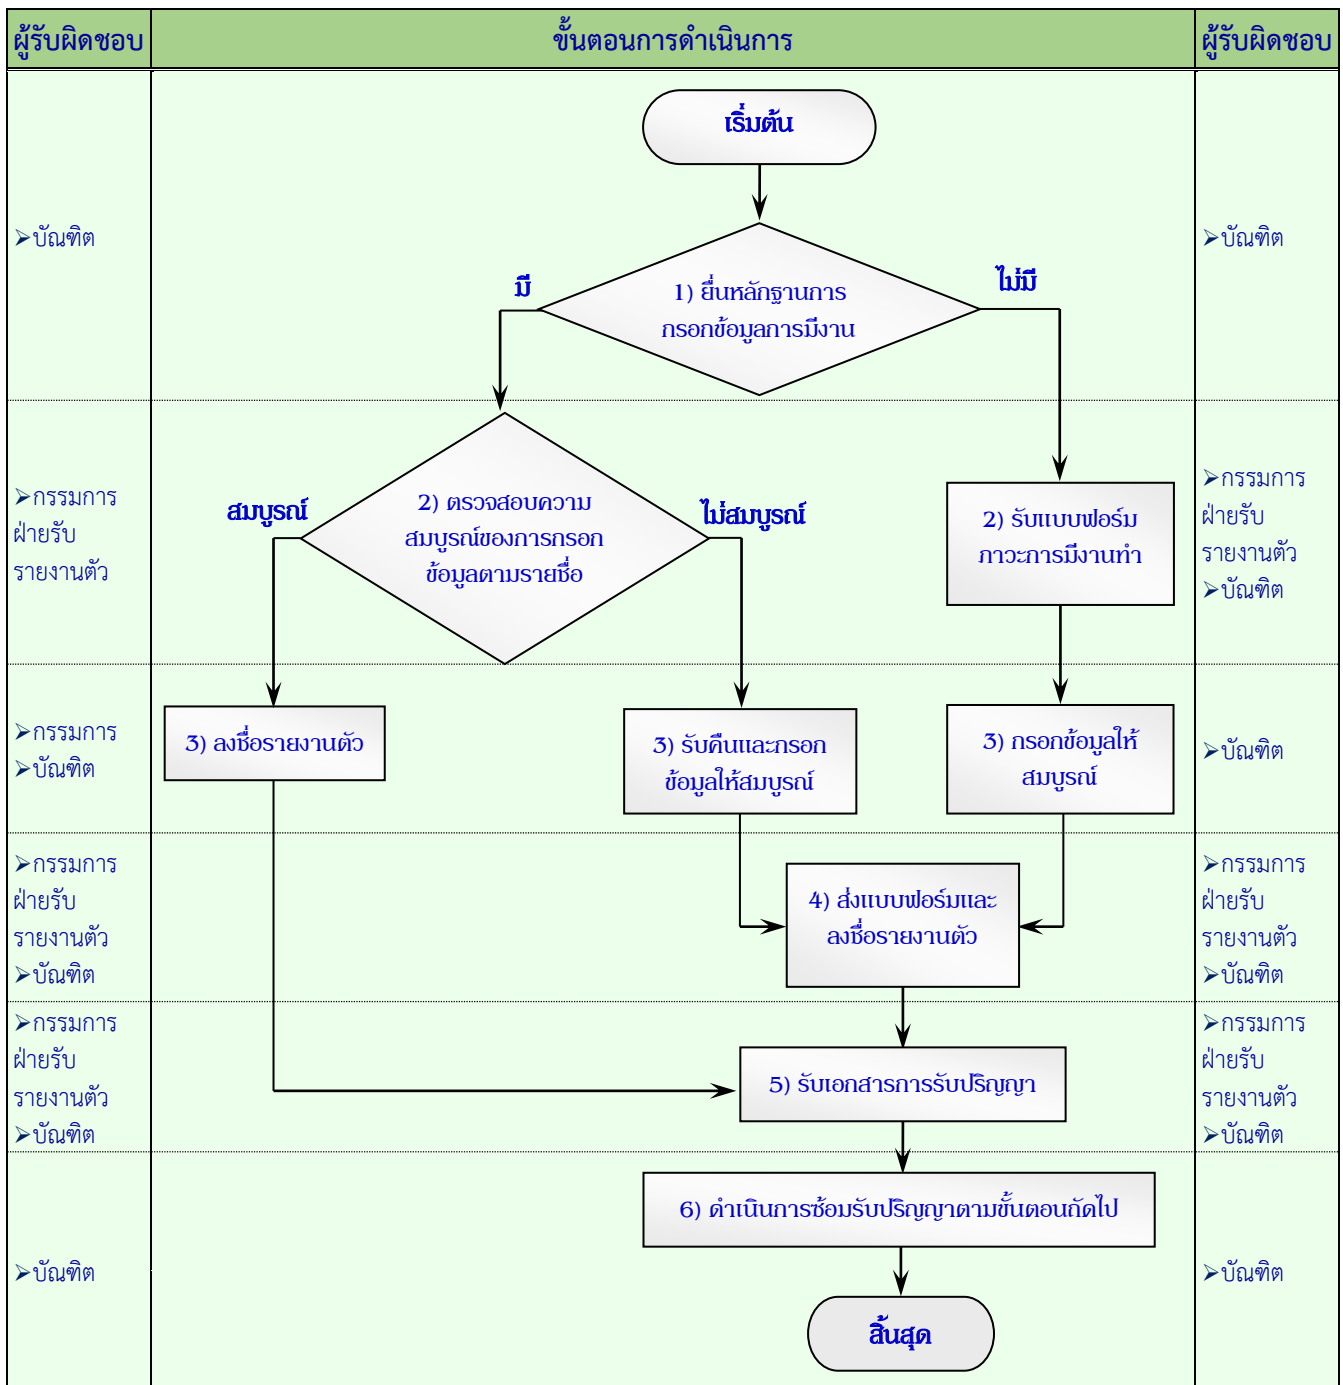 ผู้รับผิดชอบ
ขั้นตอนการดำเนินการ
ผู้รับผิดชอบ
เริ่มต้น
➢บัณฑิต
➢บัณฑิต
มี
ไม่มี
1) ยื่นหลักฐานการ
กรอกข้อมูลการมีงาน
➢กรรมการ
ฝ่ายรับ
รายงานตัว
สมบูรณ์
2) ตรวจสอบความ
สมบูรณ์ของการกรอก
ข้อมูลตามรายชื่อ
ไม่สมบูรณ์
2) รับแบบฟอร์ม
ภาวะการมีงานทำ
➢กรรมการ
ฝ่ายรับ
รายงานตัว
➢บัณฑิต
➢กรรมการ
➢บัณฑิต
3) ลงชื่อรายงานตัว
3) รับคืนและกรอก
ข้อมูลให้สมบูรณ์
3) กรอกข้อมูลให้
สมบูรณ์
➢บัณฑิต
➢กรรมการ
ฝ่ายรับ
รายงานตัว
➢บัณฑิต
4) ส่งแบบฟอร์มและ
ลงชื่อรายงานตัว
➢กรรมการ
ฝ่ายรับ
รายงานตัว
➢บัณฑิต
➢กรรมการ
ฝ่ายรับ
รายงานตัว
➢บัณฑิต
5) รับเอกสารการรับปริญญา
➢กรรมการ
ฝ่ายรับ
รายงานตัว
➢บัณฑิต
6) ดำเนินการซ้อมรับปริญญาตามขั้นตอนถัดไป
➢บัณฑิต
➢บัณฑิต
สิ้นสุด